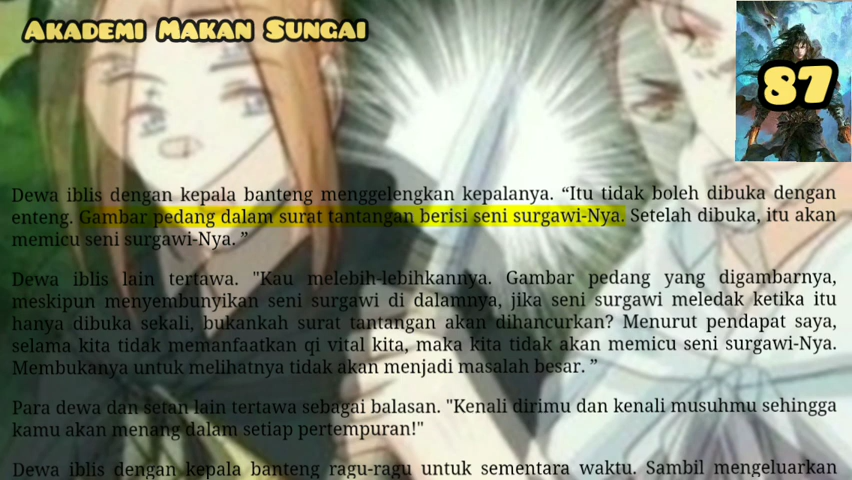 Akademi Makan Sungai
87
Dewa iblis dengan kepala banteng menggelengkan kepalanya. “Itu tidak boleh dibuka dengan
enteng. Gambar pedang dalam surat tantangan berisi seni surgawi-Nya. Setelah dibuka, itu akan
memicu seni surgawi-Nya. ”
Dewa iblis lain tertawa. "Kau melebih-lebihkannya. Gambar pedang yang digambarnya,
meskipun menyembunyikan seni surgawi di dalamnya, jika seni surgawi meledak ketika itu
hanya dibuka sekali, bukankah surat tantangan akan dihancurkan? Menurut pendapat saya,
selama kita tidak memanfaatkan qi vital kita, maka kita tidak akan memicu seni surgawi-Nya.
Membukanya untuk melihatnya tidak akan menjadi masalah besar. ”
Para dewa dan setan lain tertawa sebagai balasan. "Kenali dirimu dan kenali musuhmu sehingga
kamu akan menang dalam setiap pertempuran!"
Dewa iblis dengan kepala banteng ragu-ragu untuk sementara waktu. Sambil mengeluarkan